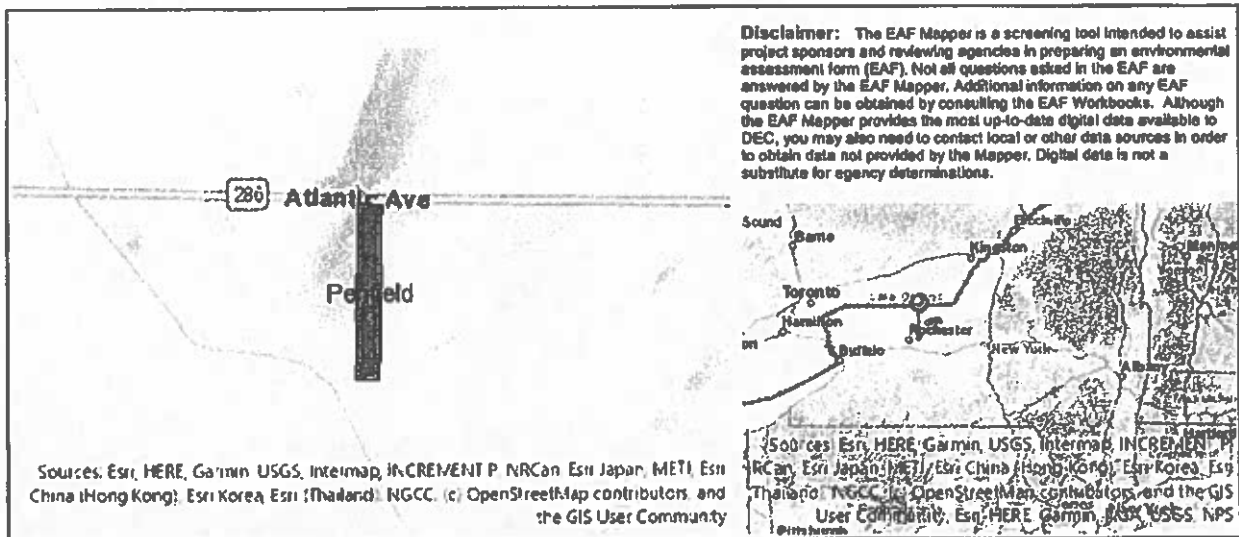 Disclaimer: The EAF Mapper is a screening tool intended to assist
project sponsors and reviewing agencies in preparing an environmental
assessment form (EAF). Not all questions asked in the EAF are
answered by the EAF Mapper. Additional information on any EAF
question can be obtained by consulting the EAF Workbooks. Although
the EAF Mapper provides the most up-to-date digital data available to
DEC, you may also need to contact local or other data sources in order
to obtain data not provided by the Mapper. Digital data is not a
substitute for agency determinations.
286
Atlantic Ave
Penfield
Sources: Esri, HERE, Garmin, USGS, Intermap, INCREMENT P, NRCan, Esri Japan, METI, Esri
China (Hong Kong), Esri Korea, Esri (Thailand), NGCC, (c) OpenStreetMap contributors, and
the GIS User Community
Sound
Barrie
Kingston
Toronto
Hamilton
Rochester
Buffalo
New York
Albany
Sources: Esri, HERE, Garmin, USGS, Intermap, INCREMENT P,
NRCan, Esri Japan, METI, Esri China (Hong Kong), Esri Korea, Esri
(Thailand), NGCC, (c) OpenStreetMap contributors, and the GIS
User Community, Esri, HERE, Garmin, USGS, NPS
Pittsburgh